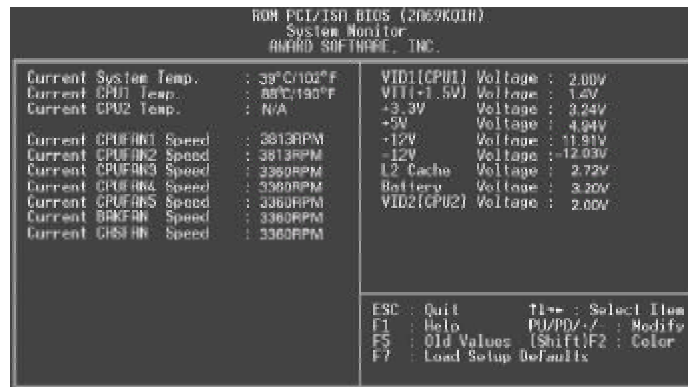 ROM PCI/ISA BIOS (2A69KQIH)
System Monitor
AWARD SOFTWARE, INC.
Current System Temp. : 39°C/102°F
Current CPU1 Temp. : 88°C/190°F
Current CPU2 Temp. : N/A
Current CPUFAN1 Speed : 3813RPM
Current CPUFAN2 Speed : 3813RPM
Current CPUFAN3 Speed : 3360RPM
Current CPUFAN4 Speed : 3360RPM
Current CPUFAN5 Speed : 3360RPM
Current BAKFAN Speed : 3360RPM
Current CHSFAN Speed : 3360RPM
VID1(CPU1) Voltage : 2.00V
VTT(+1.5V) Voltage : 1.4V
+3.3V Voltage : 3.24V
+5V Voltage : 4.94V
+12V Voltage : 11.91V
-12V Voltage : -12.03V
L2 Cache Voltage : 2.72V
Battery Voltage : 3.20V
VID2(CPU2) Voltage : 2.00V
ESC : Quit ↑↓→← : Select Item
F1 : Help PU/PD/+/- : Modify
F5 : Old Values (Shift)F2 : Color
F7 : Load Setup Defaults